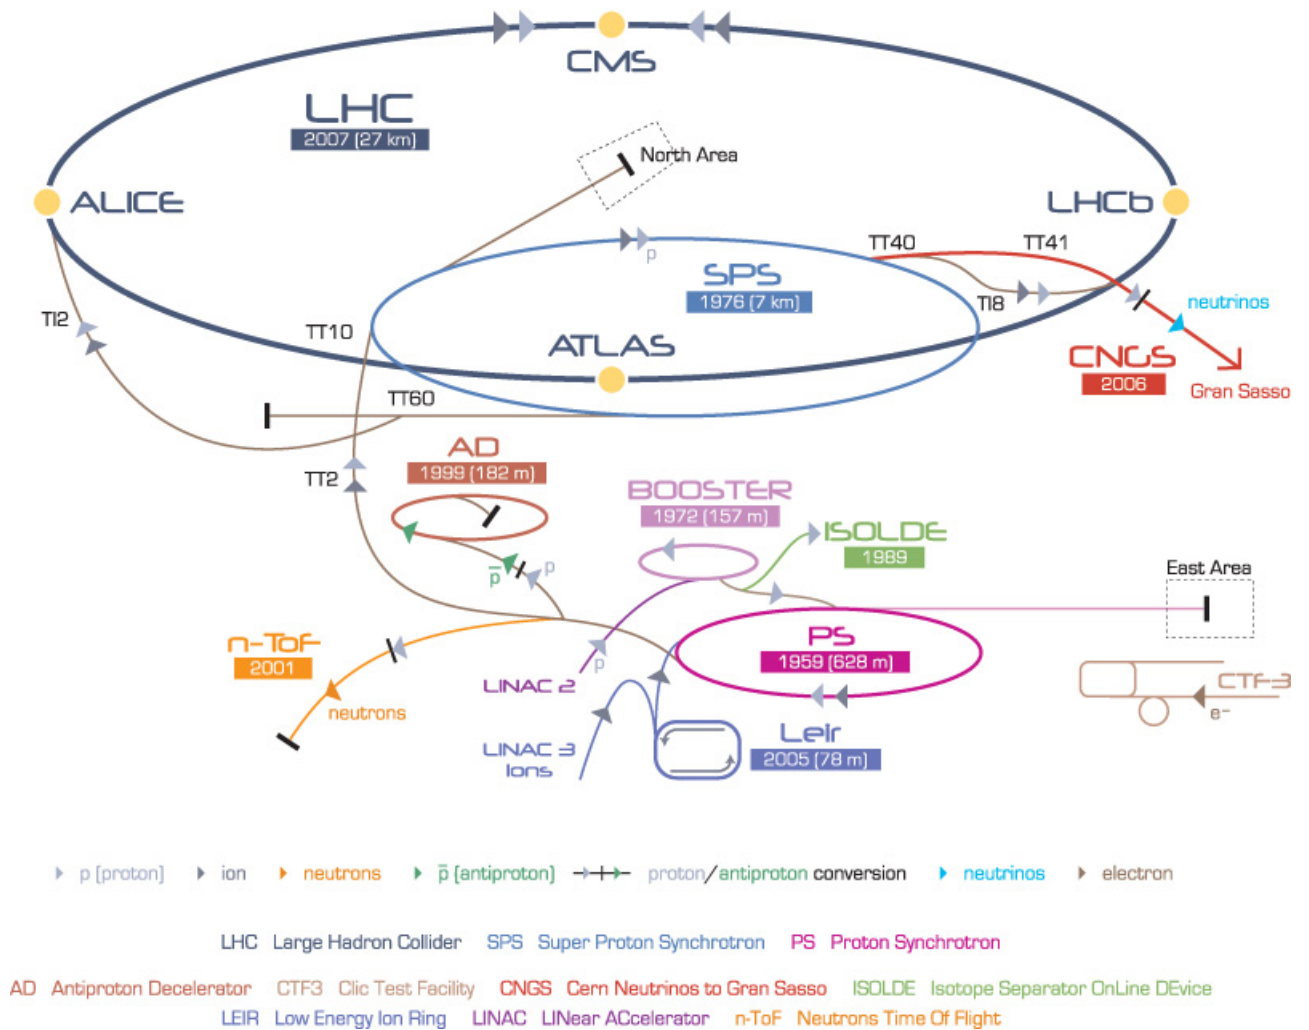 CMS
LHC
2007 (27 km)
North Area
ALICE
LHCb
p
TT40
TT41
SPS
1976 (7 km)
TI8
neutrinos
TI2
TT10
ATLAS
CNGS
2006
Gran Sasso
TT60
AD
1999 (182 m)
TT2
BOOSTER
1972 (157 m)
ISOLDE
1989
p̅
p
East Area
n-ToF
2001
p
PS
1959 (628 m)
LINAC 2
neutrons
CTF-3
e-
LINAC 3
Ions
LeIr
2005 (78 m)
p (proton) ion neutrons p̅ (antiproton) proton/antiproton conversion neutrinos electron
LHC Large Hadron Collider SPS Super Proton Synchrotron PS Proton Synchrotron
AD Antiproton Decelerator CTF3 Clic Test Facility CNGS Cern Neutrinos to Gran Sasso ISOLDE Isotope Separator OnLine DEvice
LEIR Low Energy Ion Ring LINAC LINear ACcelerator n-ToF Neutrons Time Of Flight